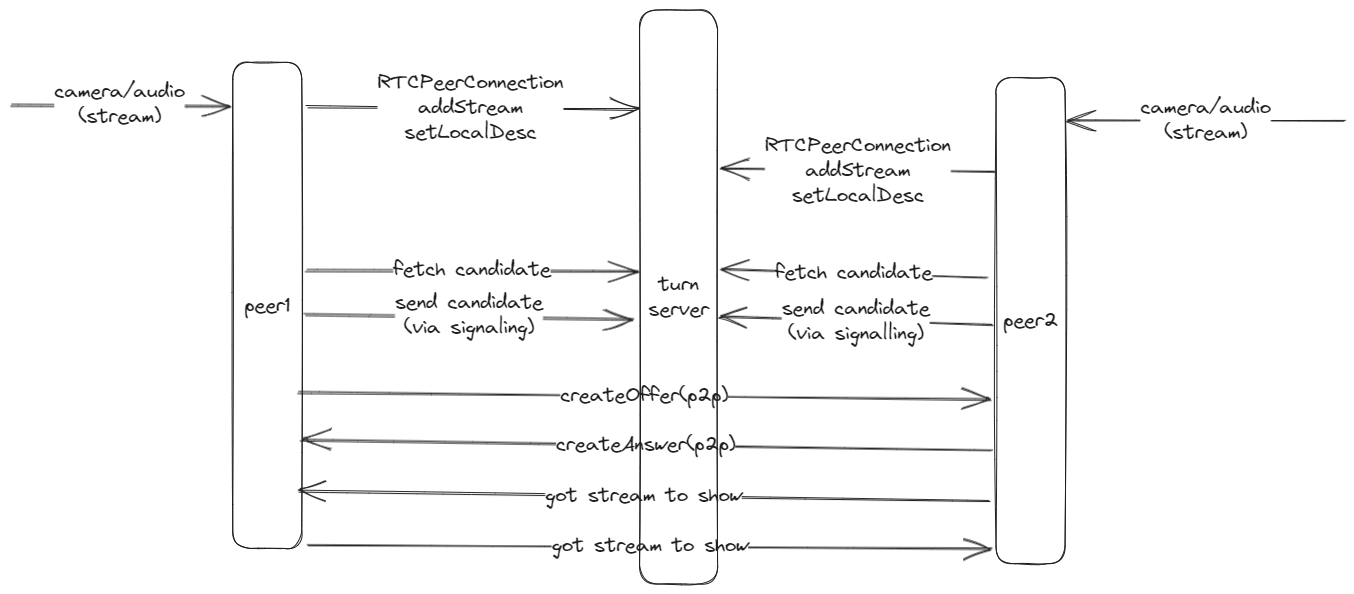 camera/audio
(stream)
RTCPeerConnection
addStream
setLocalDesc
camera/audio
(stream)
RTCPeerConnection
addStream
setLocalDesc
fetch candidate
fetch candidate
peer1
send candidate
(via signaling)
turn
server
send candidate
(via signalling)
peer2
createOffer(p2p)
createAnswer(p2p)
got stream to show
got stream to show